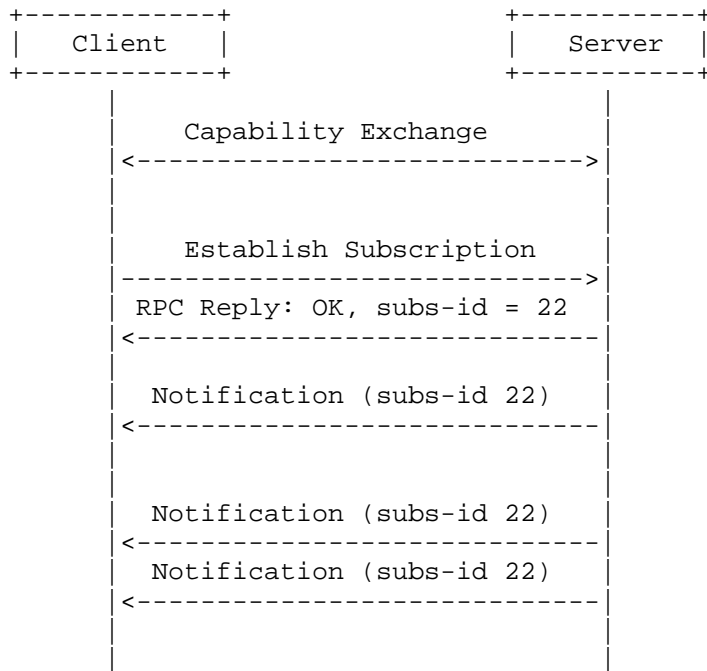 Client
Server
Capability Exchange
Establish Subscription
RPC Reply: OK, subs-id = 22
Notification (subs-id 22)
Notification (subs-id 22)
Notification (subs-id 22)